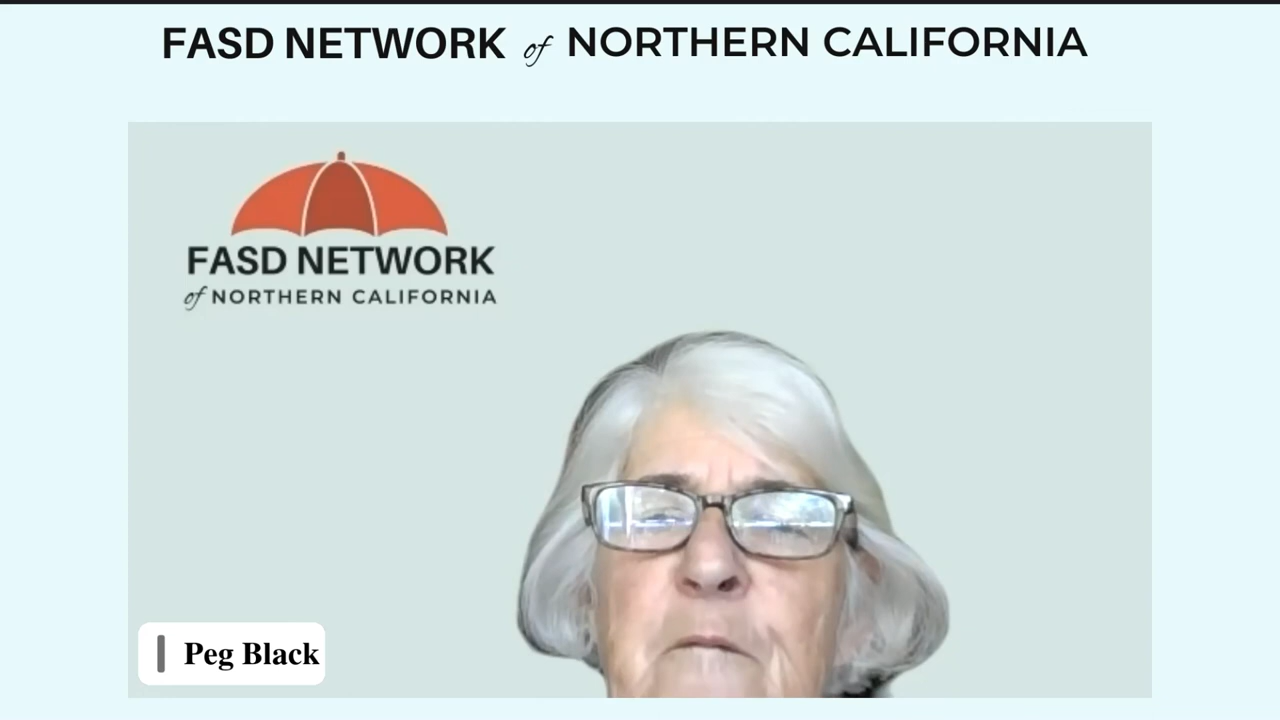 FASD NETWORK of NORTHERN CALIFORNIA
FASD NETWORK
of NORTHERN CALIFORNIA
Peg Black